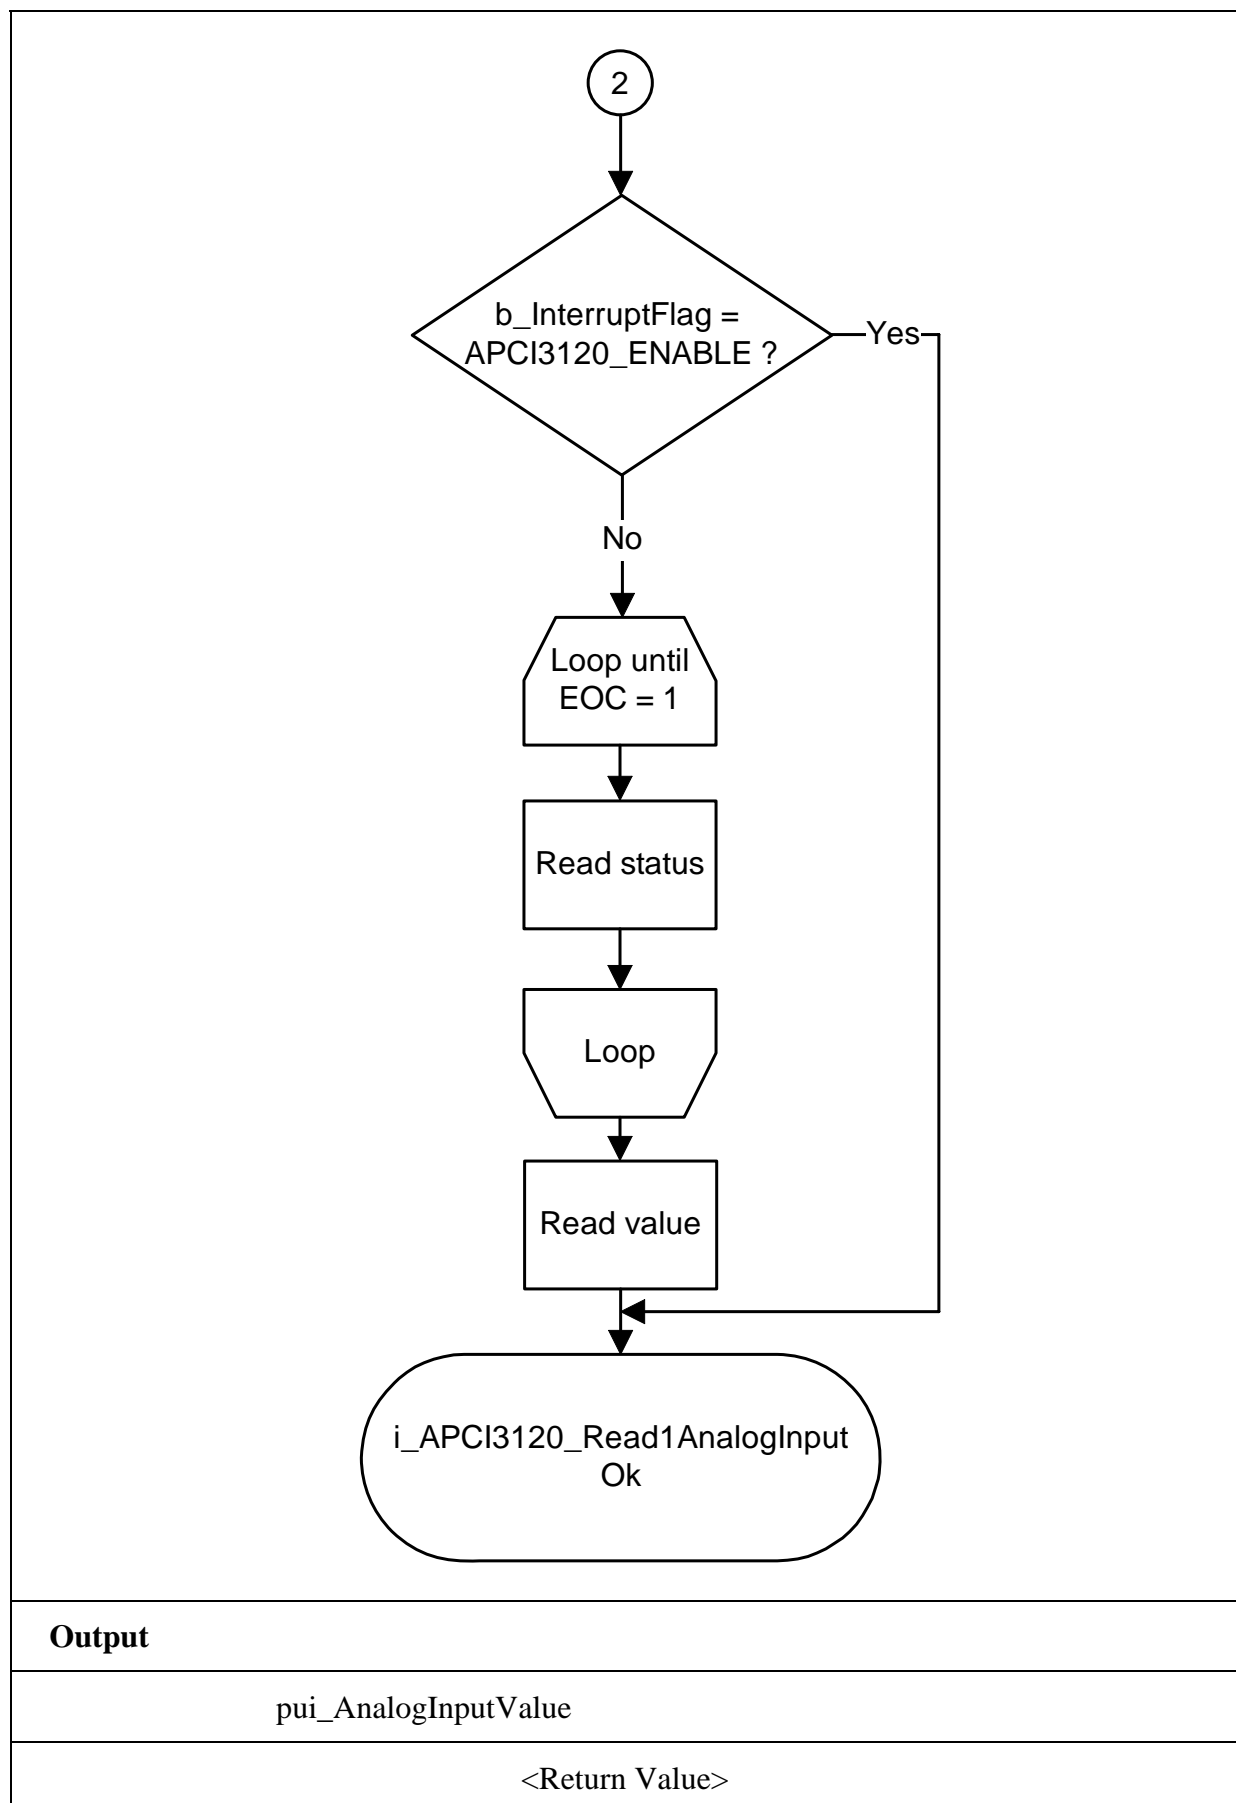 2
b_InterruptFlag =
APCI3120_ENABLE ?
Yes
No
Loop until
EOC = 1
Read status
Loop
Read value
i_APCI3120_Read1AnalogInput
Ok
Output
pui_AnalogInputValue
<Return Value>